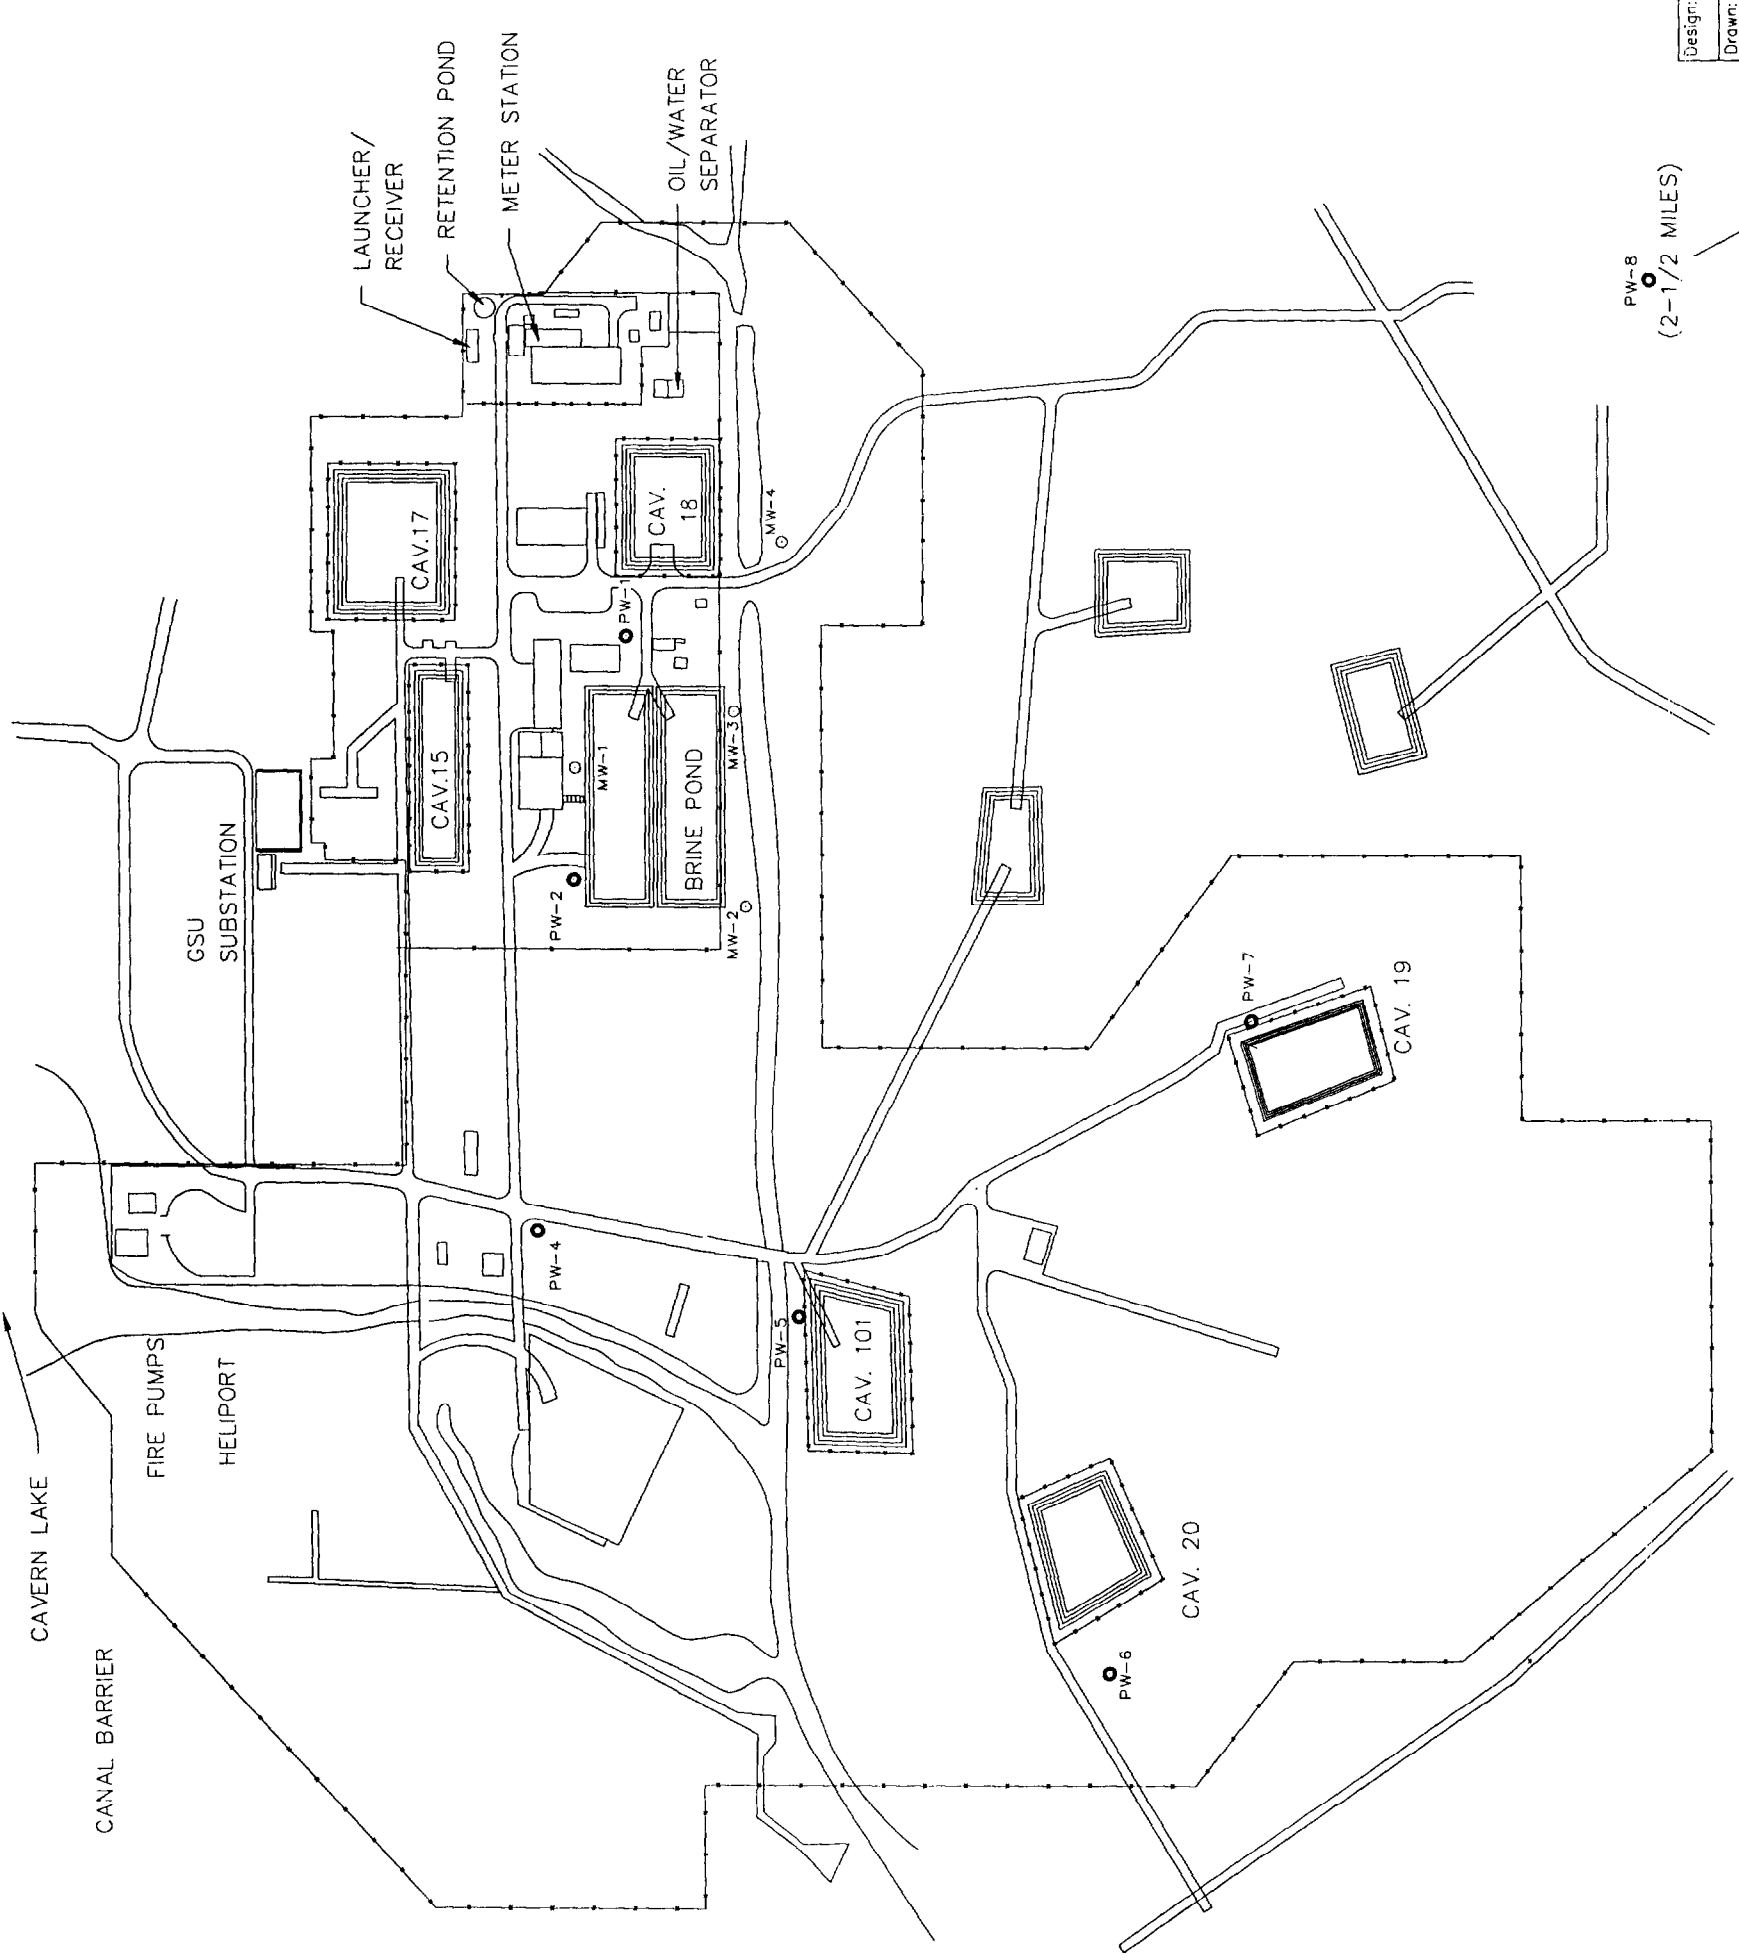 CAVERN LAKE
CANAL BARRIER
FIRE PUMPS
HELIPORT
GSU
SUBSTATION
LAUNCHER/
RECEIVER
RETENTION POND
METER STATION
OIL/WATER
SEPARATOR
CAV.17
CAV.15
CAV.
18
PW-1
PW-2
MW-1
BRINE POND
MW-2
MW-3
MW-4
PW-4
PW-5
CAV. 101
CAV. 20
PW-6
CAV. 19
PW-7
PW-8
(2-1/2 MILES)
Design:
Drawn: